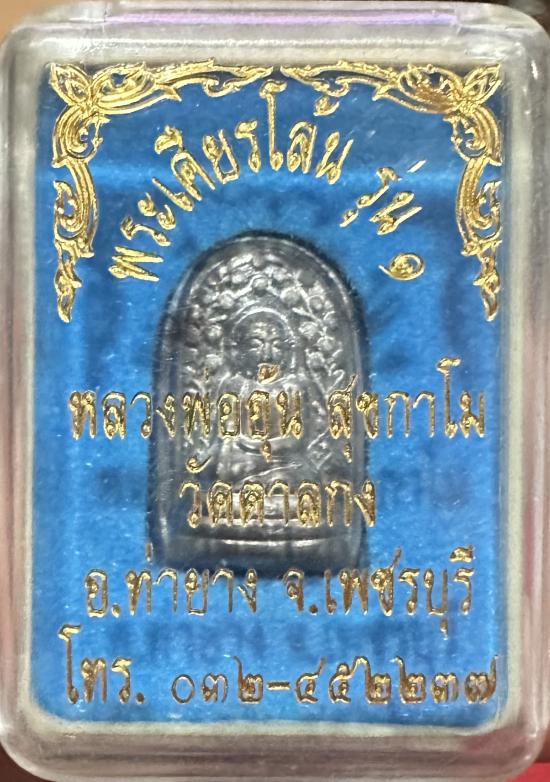 พระเศียรโล้น รุ่น ๑
หลวงพ่ออุ้น สุขกาโม
วัดตาลกง
อ.ท่ายาง จ.เพชรบุรี
โทร. ๐๓๒-๔๕๒๒๓๗